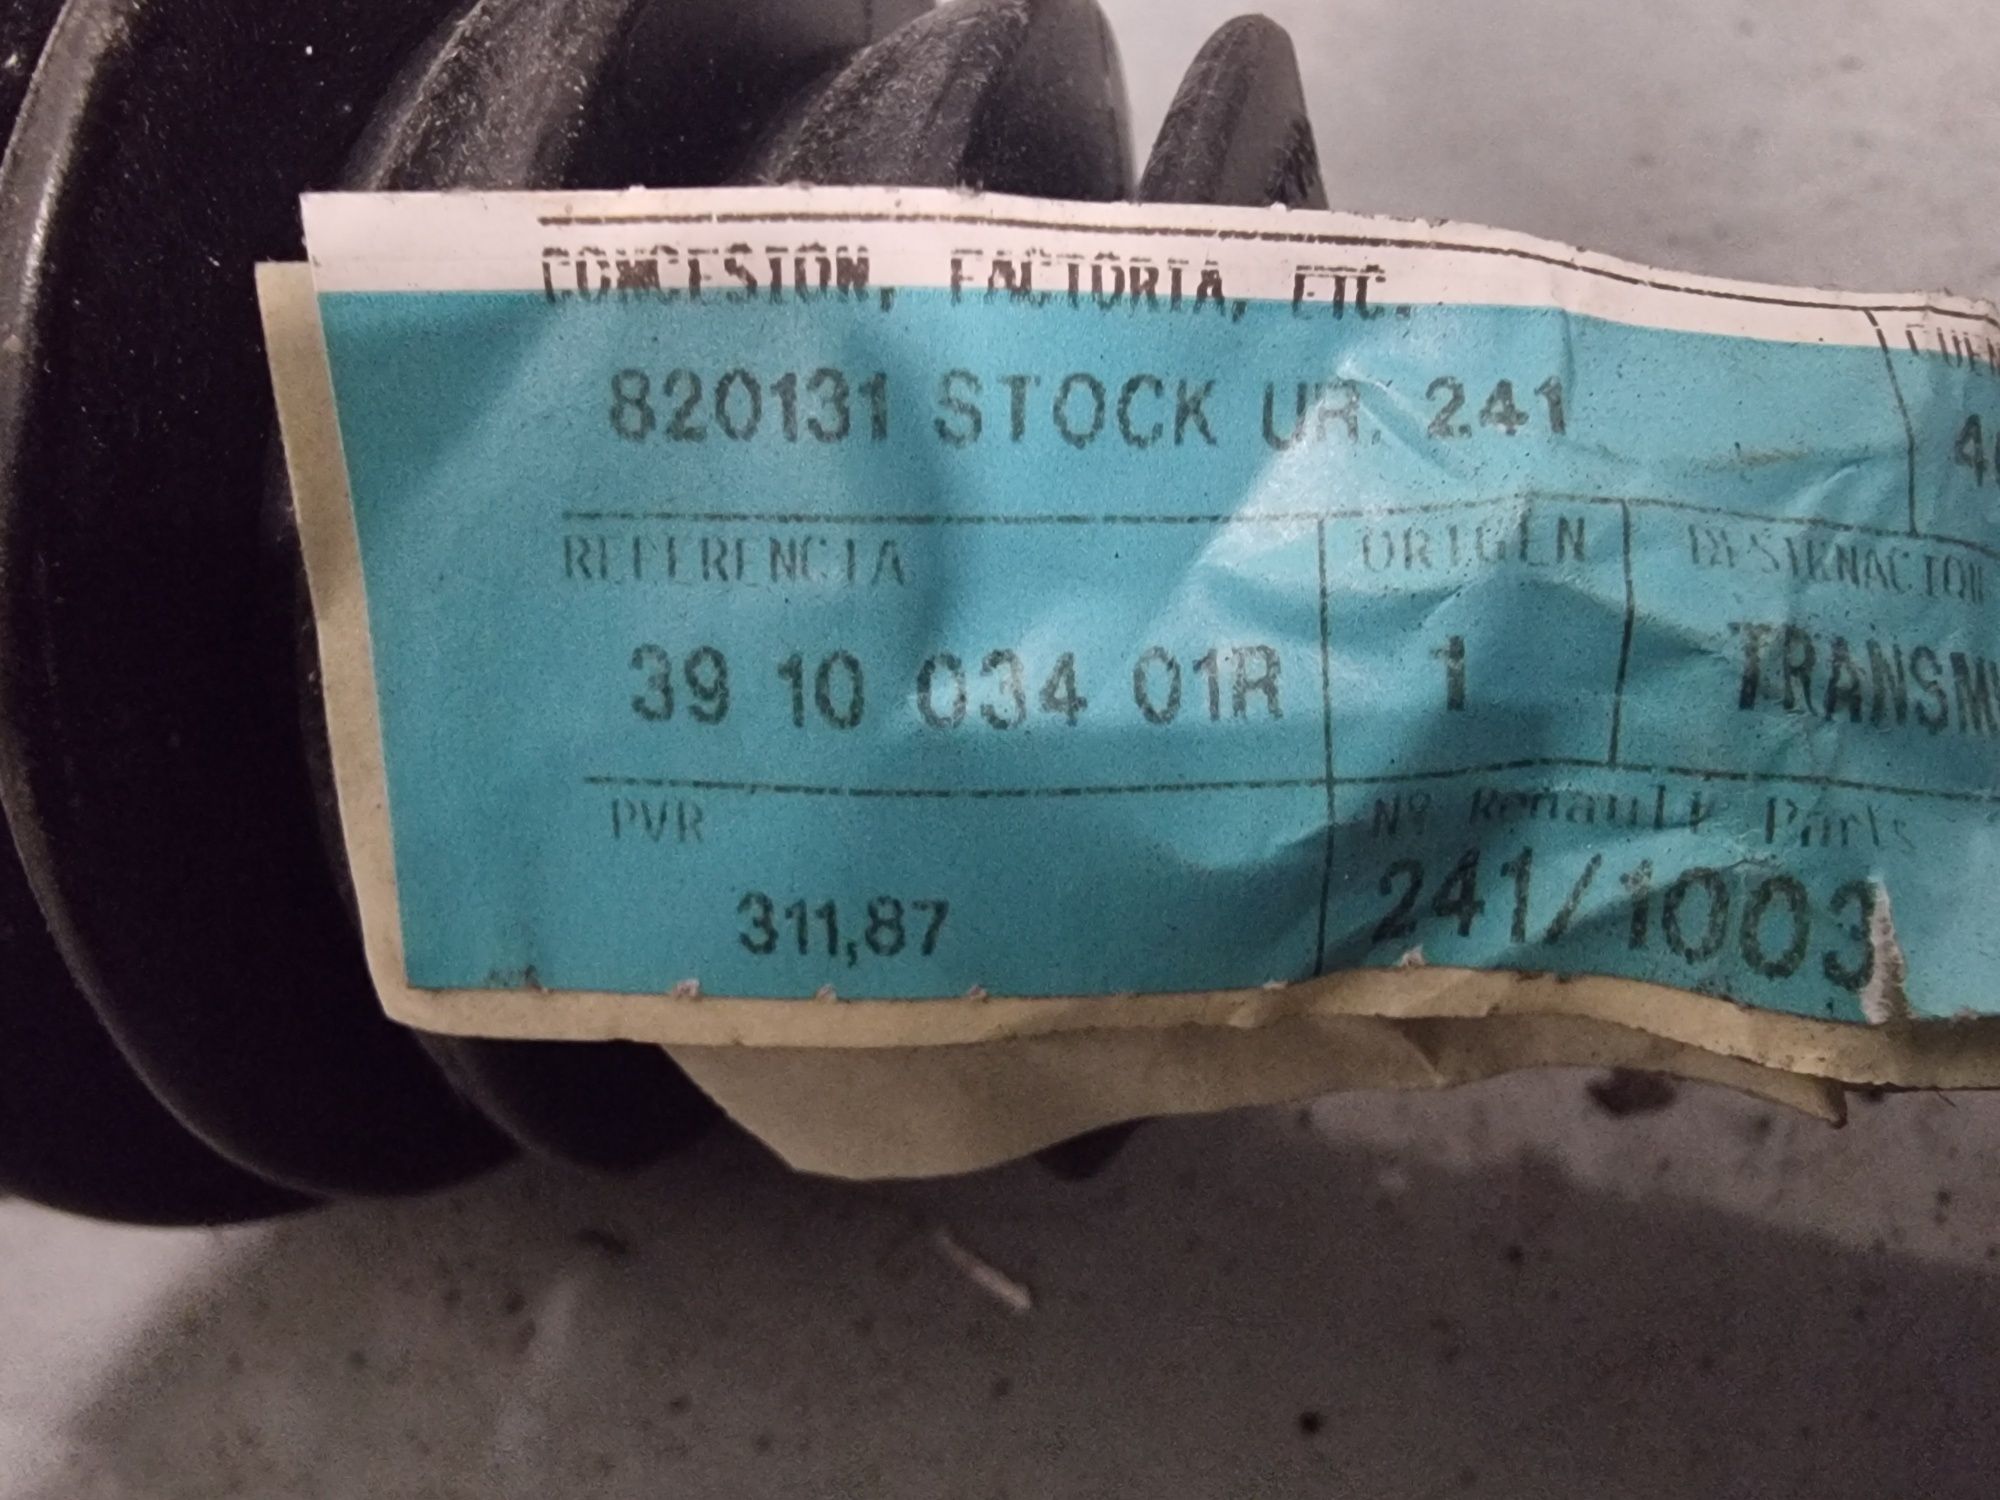 CONCESION, FACTORIA, ETC.
820131 STOCK UR. 241
REFERENCIA ORIGEN DESIGNACION
39 10 034 01R 1 TRANSM
PVR Nº Renault Parts
311,87 241/1003